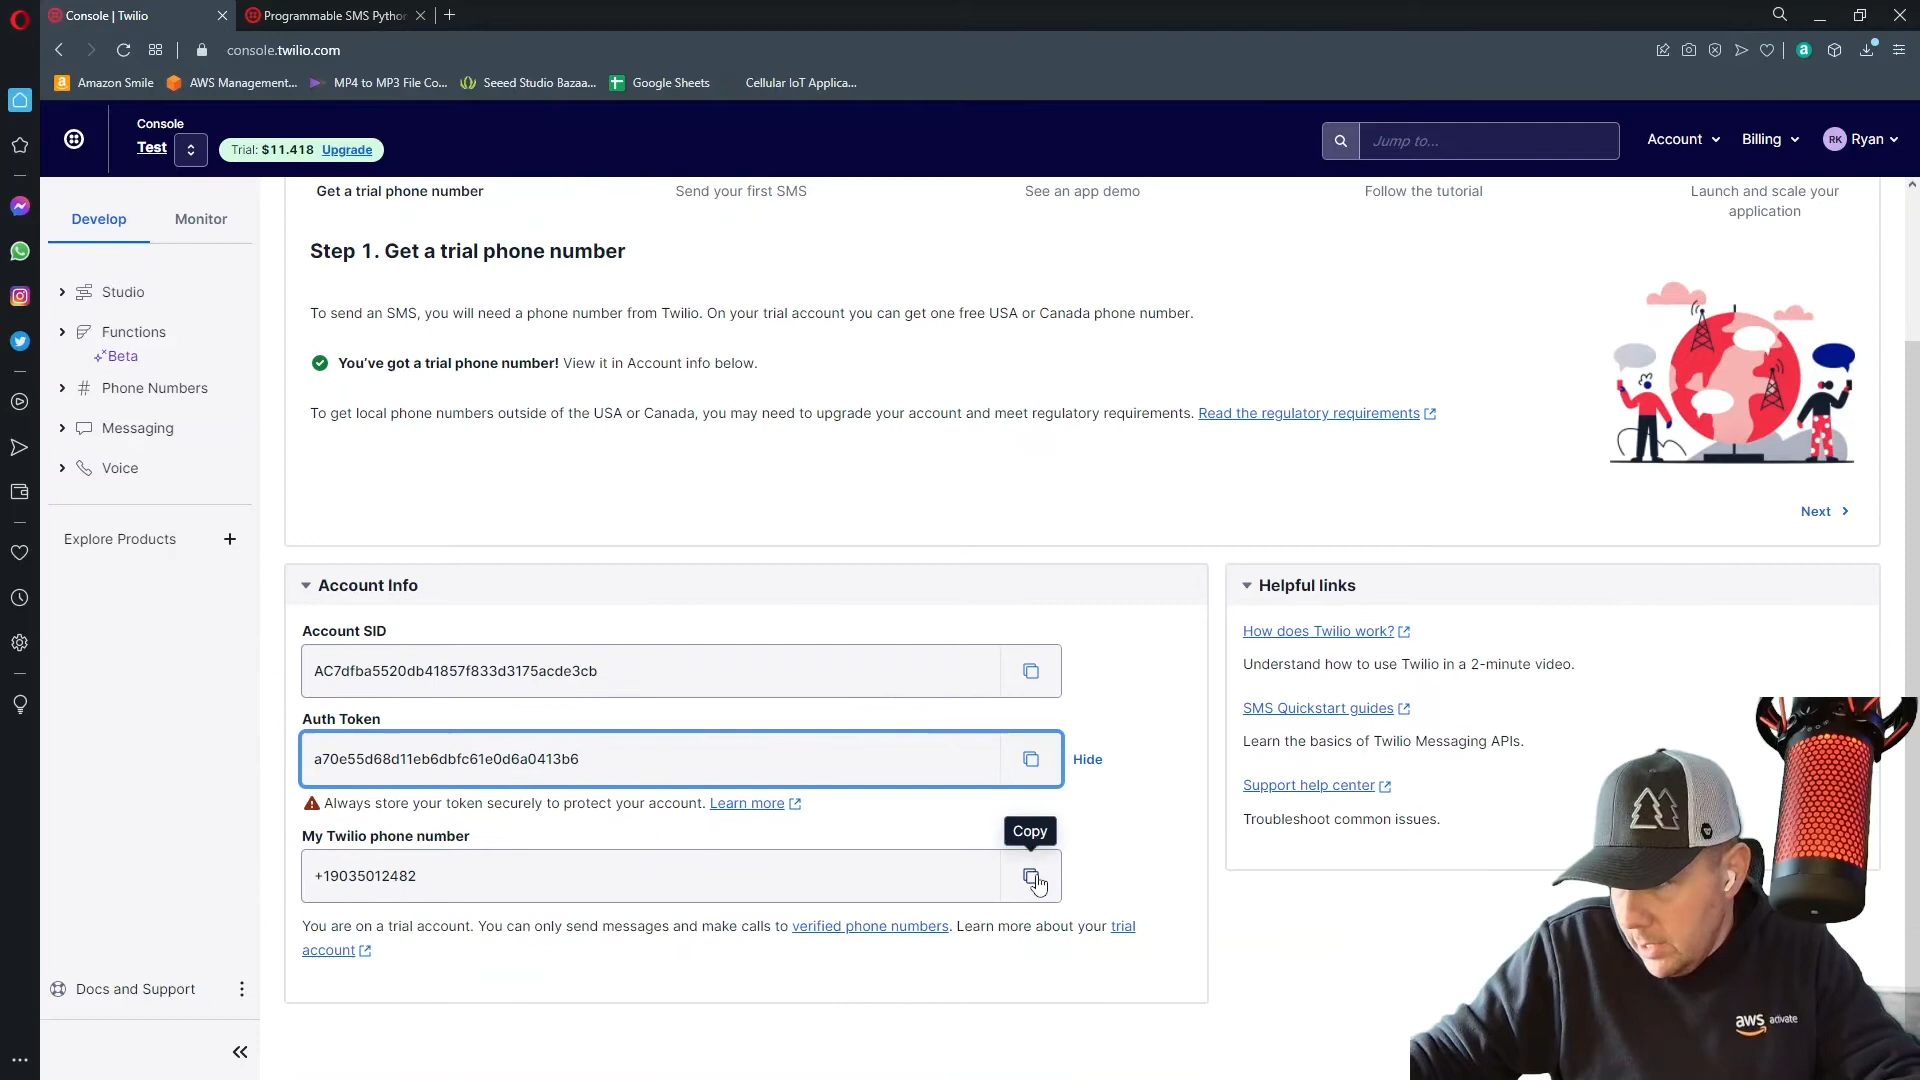 Console | Twilio
Programmable SMS Python
console.twilio.com
Amazon Smile
AWS Management...
MP4 to MP3 File Co...
Seeed Studio Bazaa...
Google Sheets
Cellular IoT Applica...
Console
Test
Trial: $11.418 Upgrade
Jump to...
Account
Billing
RK
Ryan
Develop
Monitor
Studio
Functions
Beta
Phone Numbers
Messaging
Voice
Explore Products
Docs and Support
Get a trial phone number
Send your first SMS
See an app demo
Follow the tutorial
Launch and scale your
application
Step 1. Get a trial phone number
To send an SMS, you will need a phone number from Twilio. On your trial account you can get one free USA or Canada phone number.
You've got a trial phone number! View it in Account info below.
To get local phone numbers outside of the USA or Canada, you may need to upgrade your account and meet regulatory requirements. Read the regulatory requirements
Next
Account Info
Account SID
AC7dfba5520db41857f833d3175acde3cb
Auth Token
a70e55d68d11eb6dbfc61e0d6a0413b6
Hide
Always store your token securely to protect your account. Learn more
My Twilio phone number
Copy
+19035012482
You are on a trial account. You can only send messages and make calls to verified phone numbers. Learn more about your trial
account
Helpful links
How does Twilio work?
Understand how to use Twilio in a 2-minute video.
SMS Quickstart guides
Learn the basics of Twilio Messaging APIs.
Support help center
Troubleshoot common issues.
aws activate